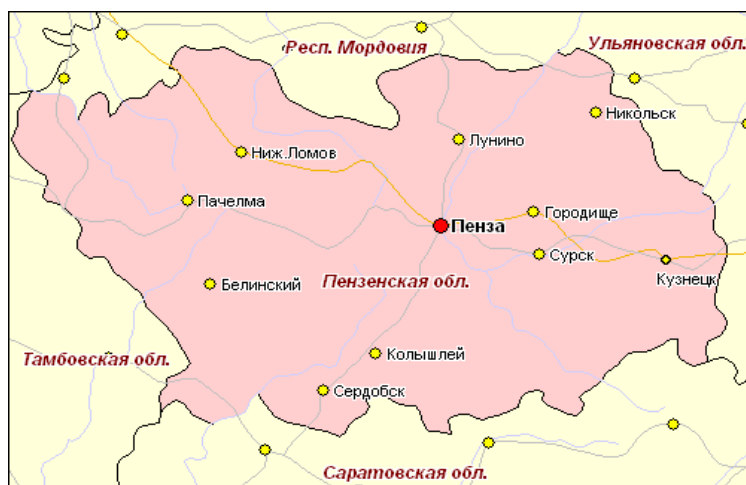 Респ. Мордовия
Ульяновская обл.
Никольск
Лунино
Ниж.Ломов
Пачелма
Городище
Пенза
Сурск
Кузнецк
Белинский
Пензенская обл.
Тамбовская обл.
Колышлей
Сердобск
Саратовская обл.